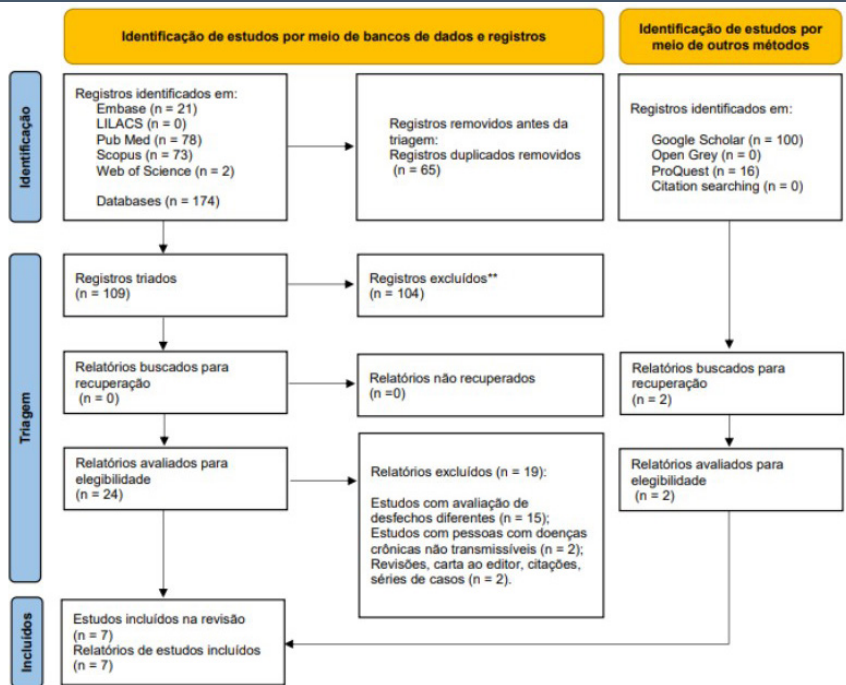 Identificação de estudos por meio de bancos de dados e registros
Identificação de estudos por
meio de outros métodos
Identificação
Registros identificados em:
Embase (n = 21)
LILACS (n = 0)
Pub Med (n = 78)
Scopus (n = 73)
Web of Science (n = 2)
Databases (n = 174)
Registros removidos antes da
triagem:
Registros duplicados removidos
(n = 65)
Registros identificados em:
Google Scholar (n = 100)
Open Grey (n = 0)
ProQuest (n = 16)
Citation searching (n = 0)
Triagem
Registros triados
(n = 109)
Registros excluídos**
(n = 104)
Relatórios buscados para
recuperação
(n = 0)
Relatórios não recuperados
(n =0)
Relatórios buscados para
recuperação
(n = 2)
Relatórios avaliados para
elegibilidade
(n = 24)
Relatórios excluídos (n = 19):
Estudos com avaliação de
desfechos diferentes (n = 15);
Estudos com pessoas com doenças
crônicas não transmissíveis (n = 2);
Revisões, carta ao editor, citações,
séries de casos (n = 2).
Relatórios avaliados para
elegibilidade
(n = 2)
Incluídos
Estudos incluídos na revisão
(n = 7)
Relatórios de estudos incluídos
(n = 7)